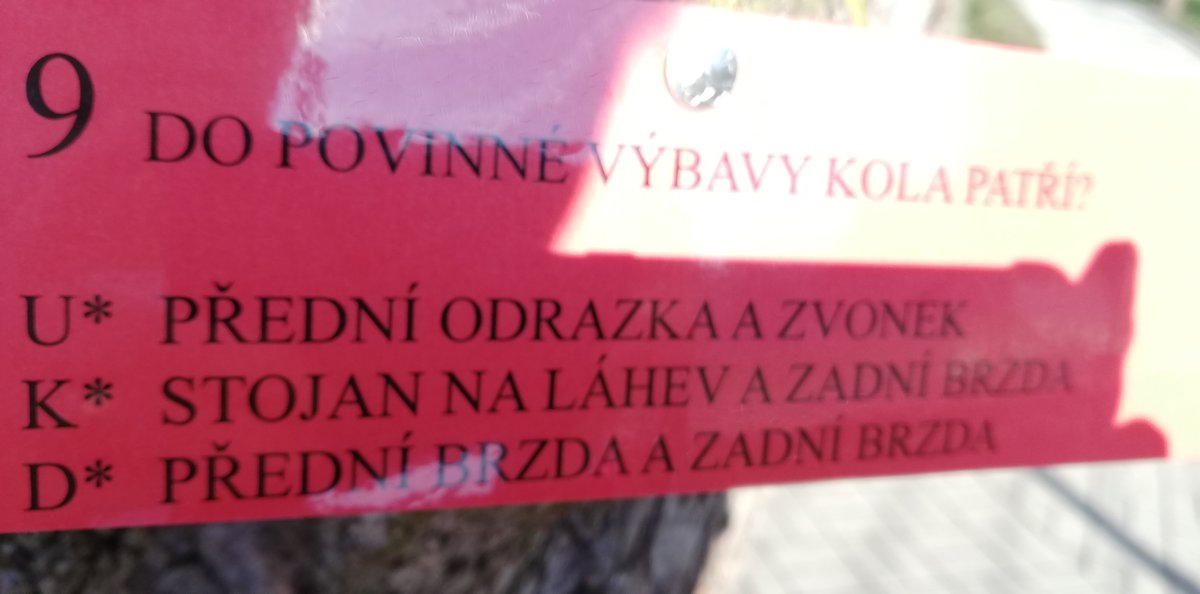 9 DO POVINNÉ VÝBAVY KOLA PATŘÍ?
U* PŘEDNÍ ODRAZKA A ZVONEK
K* STOJAN NA LÁHEV A ZADNÍ BRZDA
D* PŘEDNÍ BRZDA A ZADNÍ BRZDA